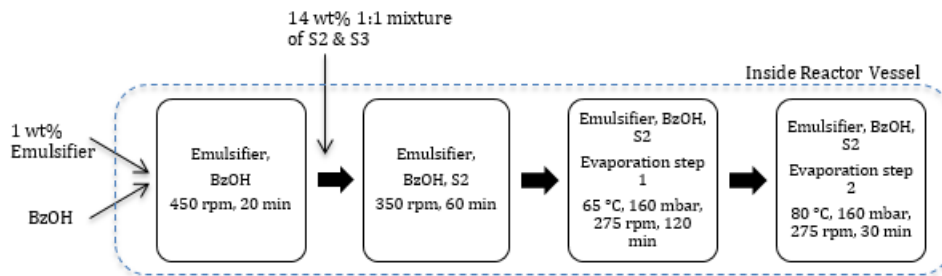 14 wt% 1:1 mixture
of S2 & S3
Inside Reactor Vessel
1 wt%
Emulsifier
BzOH
Emulsifier,
BzOH
450 rpm, 20 min
Emulsifier,
BzOH, S2
350 rpm, 60 min
Emulsifier, BzOH,
S2
Evaporation step
1
65 °C, 160 mbar,
275 rpm, 120
min
Emulsifier, BzOH,
S2
Evaporation step
2
80 °C, 160 mbar,
275 rpm, 30 min